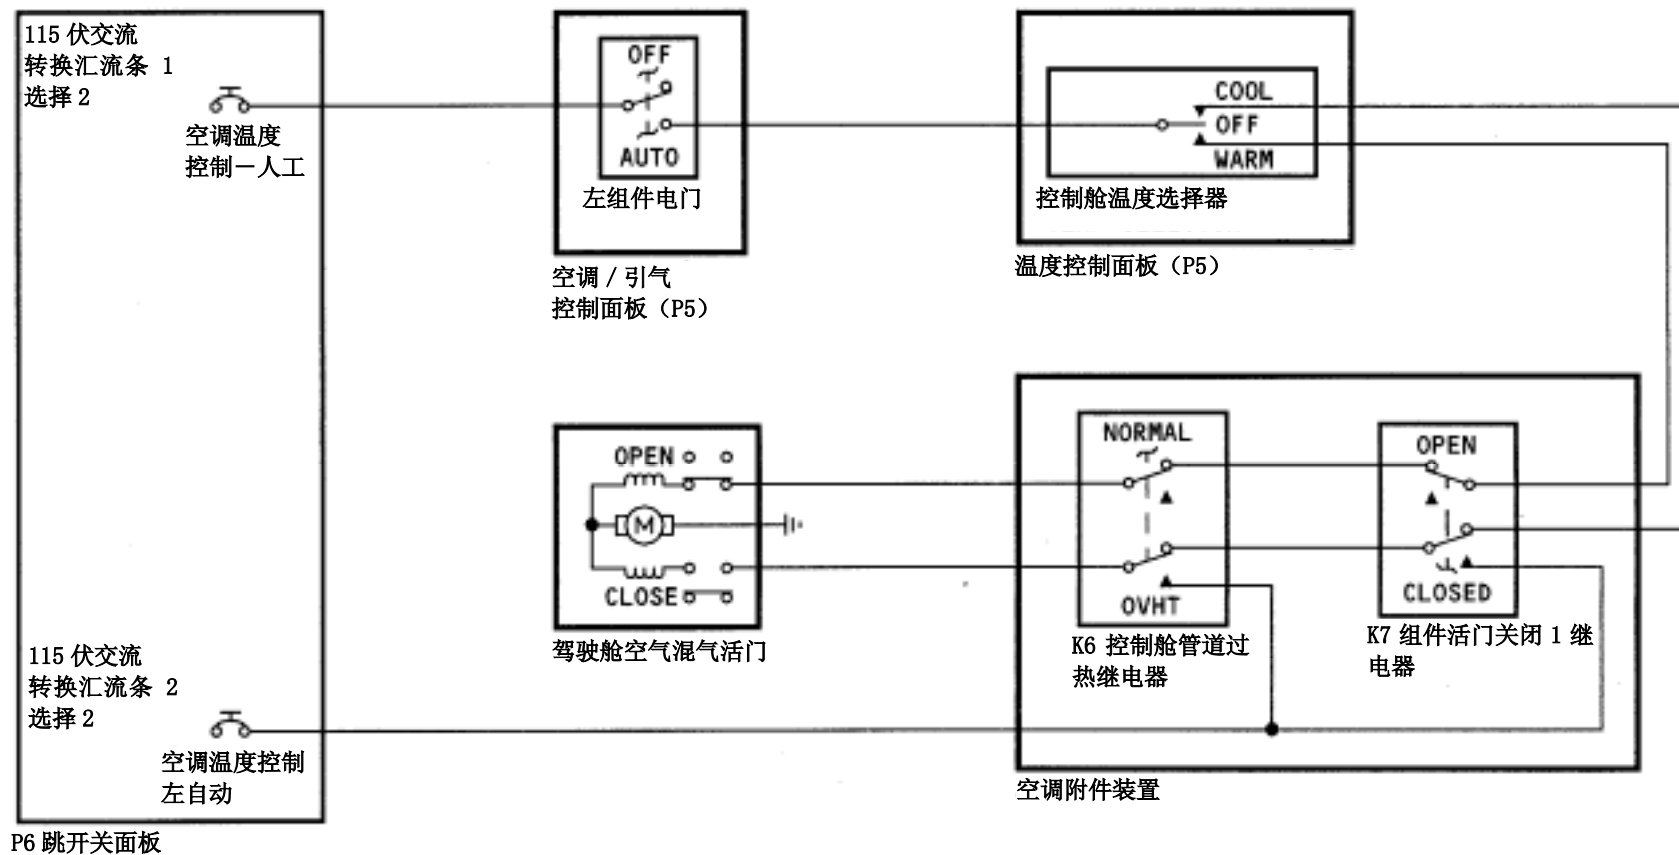 115 伏交流
转换汇流条 1
选择 2
空调温度
控制－人工
OFF
AUTO
左组件电门
空调 / 引气
控制面板（P5）
COOL
OFF
WARM
控制舱温度选择器
温度控制面板（P5）
OPEN
M
CLOSE
驾驶舱空气混气活门
NORMAL
OVHT
K6 控制舱管道过
热继电器
OPEN
CLOSED
K7 组件活门关闭 1 继
电器
空调附件装置
115 伏交流
转换汇流条 2
选择 2
空调温度控制
左自动
P6 跳开关面板